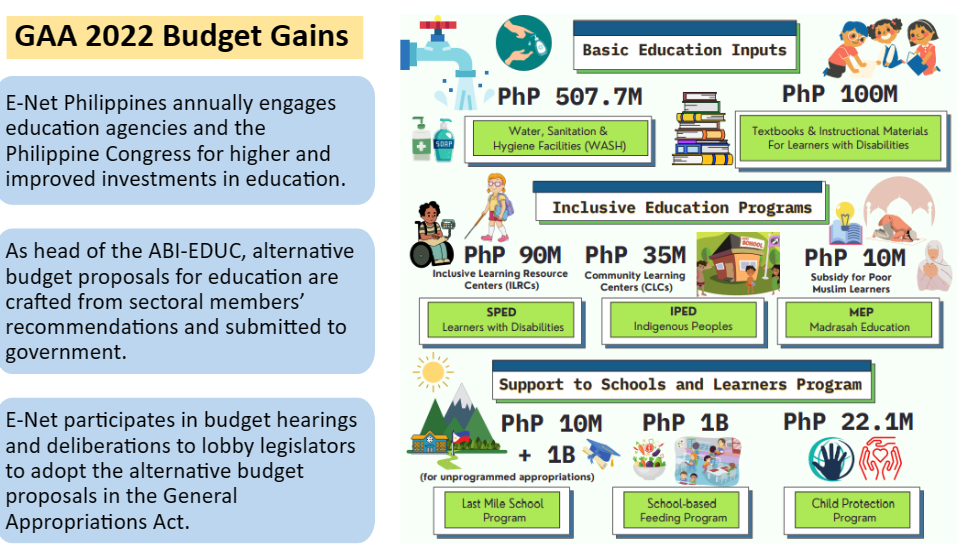 GAA 2022 Budget Gains
E-Net Philippines annually engages
education agencies and the
Philippine Congress for higher and
improved investments in education.
As head of the ABI-EDUC, alternative
budget proposals for education are
crafted from sectoral members’
recommendations and submitted to
government.
E-Net participates in budget hearings
and deliberations to lobby legislators
to adopt the alternative budget
proposals in the General
Appropriations Act.
Basic Education Inputs
PhP 507.7M
Water, Sanitation &
Hygiene Facilities (WASH)
SOAP
PhP 100M
Textbooks & Instructional Materials
For Learners with Disabilities
Inclusive Education Programs
PhP 90M
Inclusive Learning Resource
Centers (ILRCs)
SPED
Learners with Disabilities
PhP 35M
Community Learning
Centers (CLCs)
SCHOOL
IPED
Indigenous Peoples
PhP 10M
Subsidy for Poor
Muslim Learners
MEP
Madrasah Education
Support to Schools and Learners Program
PhP 10M
+ 1B
(for unprogrammed appropriations)
Last Mile School
Program
PhP 1B
School-based
Feeding Program
PhP 22.1M
Child Protection
Program